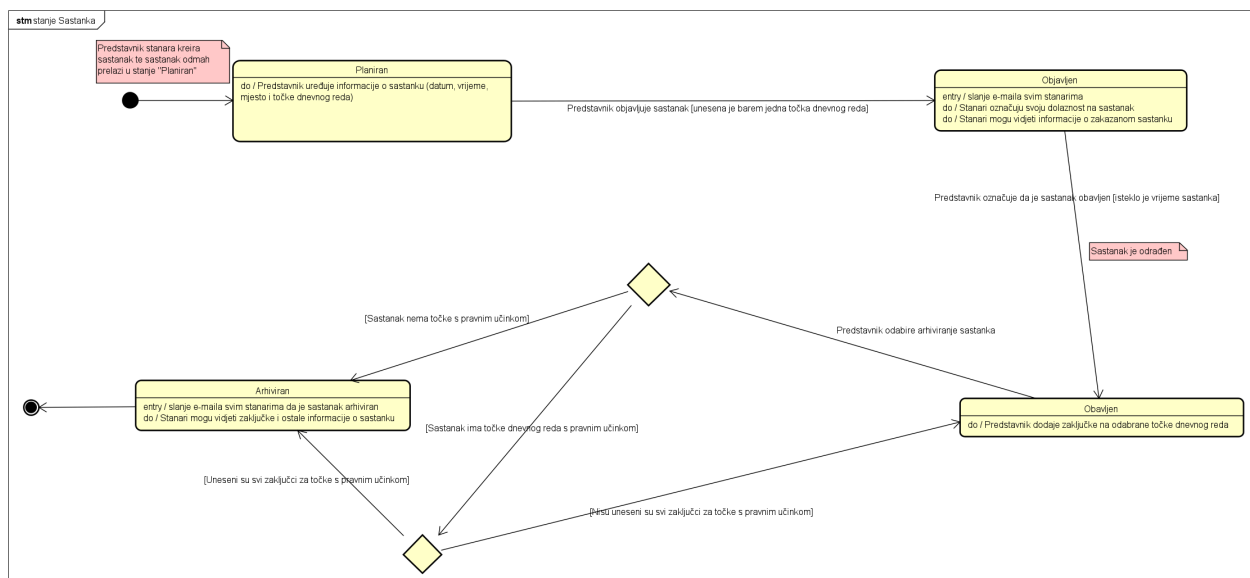 stm stanje Sastanka
Predstavnik stanara kreira
sastanak te sastanak odmah
prelazi u stanje "Planiran"
Planiran
do / Predstavnik uređuje informacije o sastanku (datum, vrijeme,
mjesto i točke dnevnog reda)
Predstavnik objavljuje sastanak [unesena je barem jedna točka dnevnog reda]
Objavljen
entry / slanje e-maila svim stanarima
do / Stanari označuju svoju dolaznost na sastanak
do / Stanari mogu vidjeti informacije o zakazanom sastanku
Predstavnik označuje da je sastanak obavljen [isteklo je vrijeme sastanka]
Sastanak je odrađen
[Sastanak nema točke s pravnim učinkom]
Predstavnik odabire arhiviranje sastanka
Arhiviran
entry / slanje e-maila svim stanarima da je sastanak arhiviran
do / Stanari mogu vidjeti zaključke i ostale informacije o sastanku
Obavljen
do / Predstavnik dodaje zaključke na odabrane točke dnevnog reda
[Sastanak ima točke dnevnog reda s pravnim učinkom]
[Uneseni su svi zaključci za točke s pravnim učinkom]
[Nisu uneseni su svi zaključci za točke s pravnim učinkom]